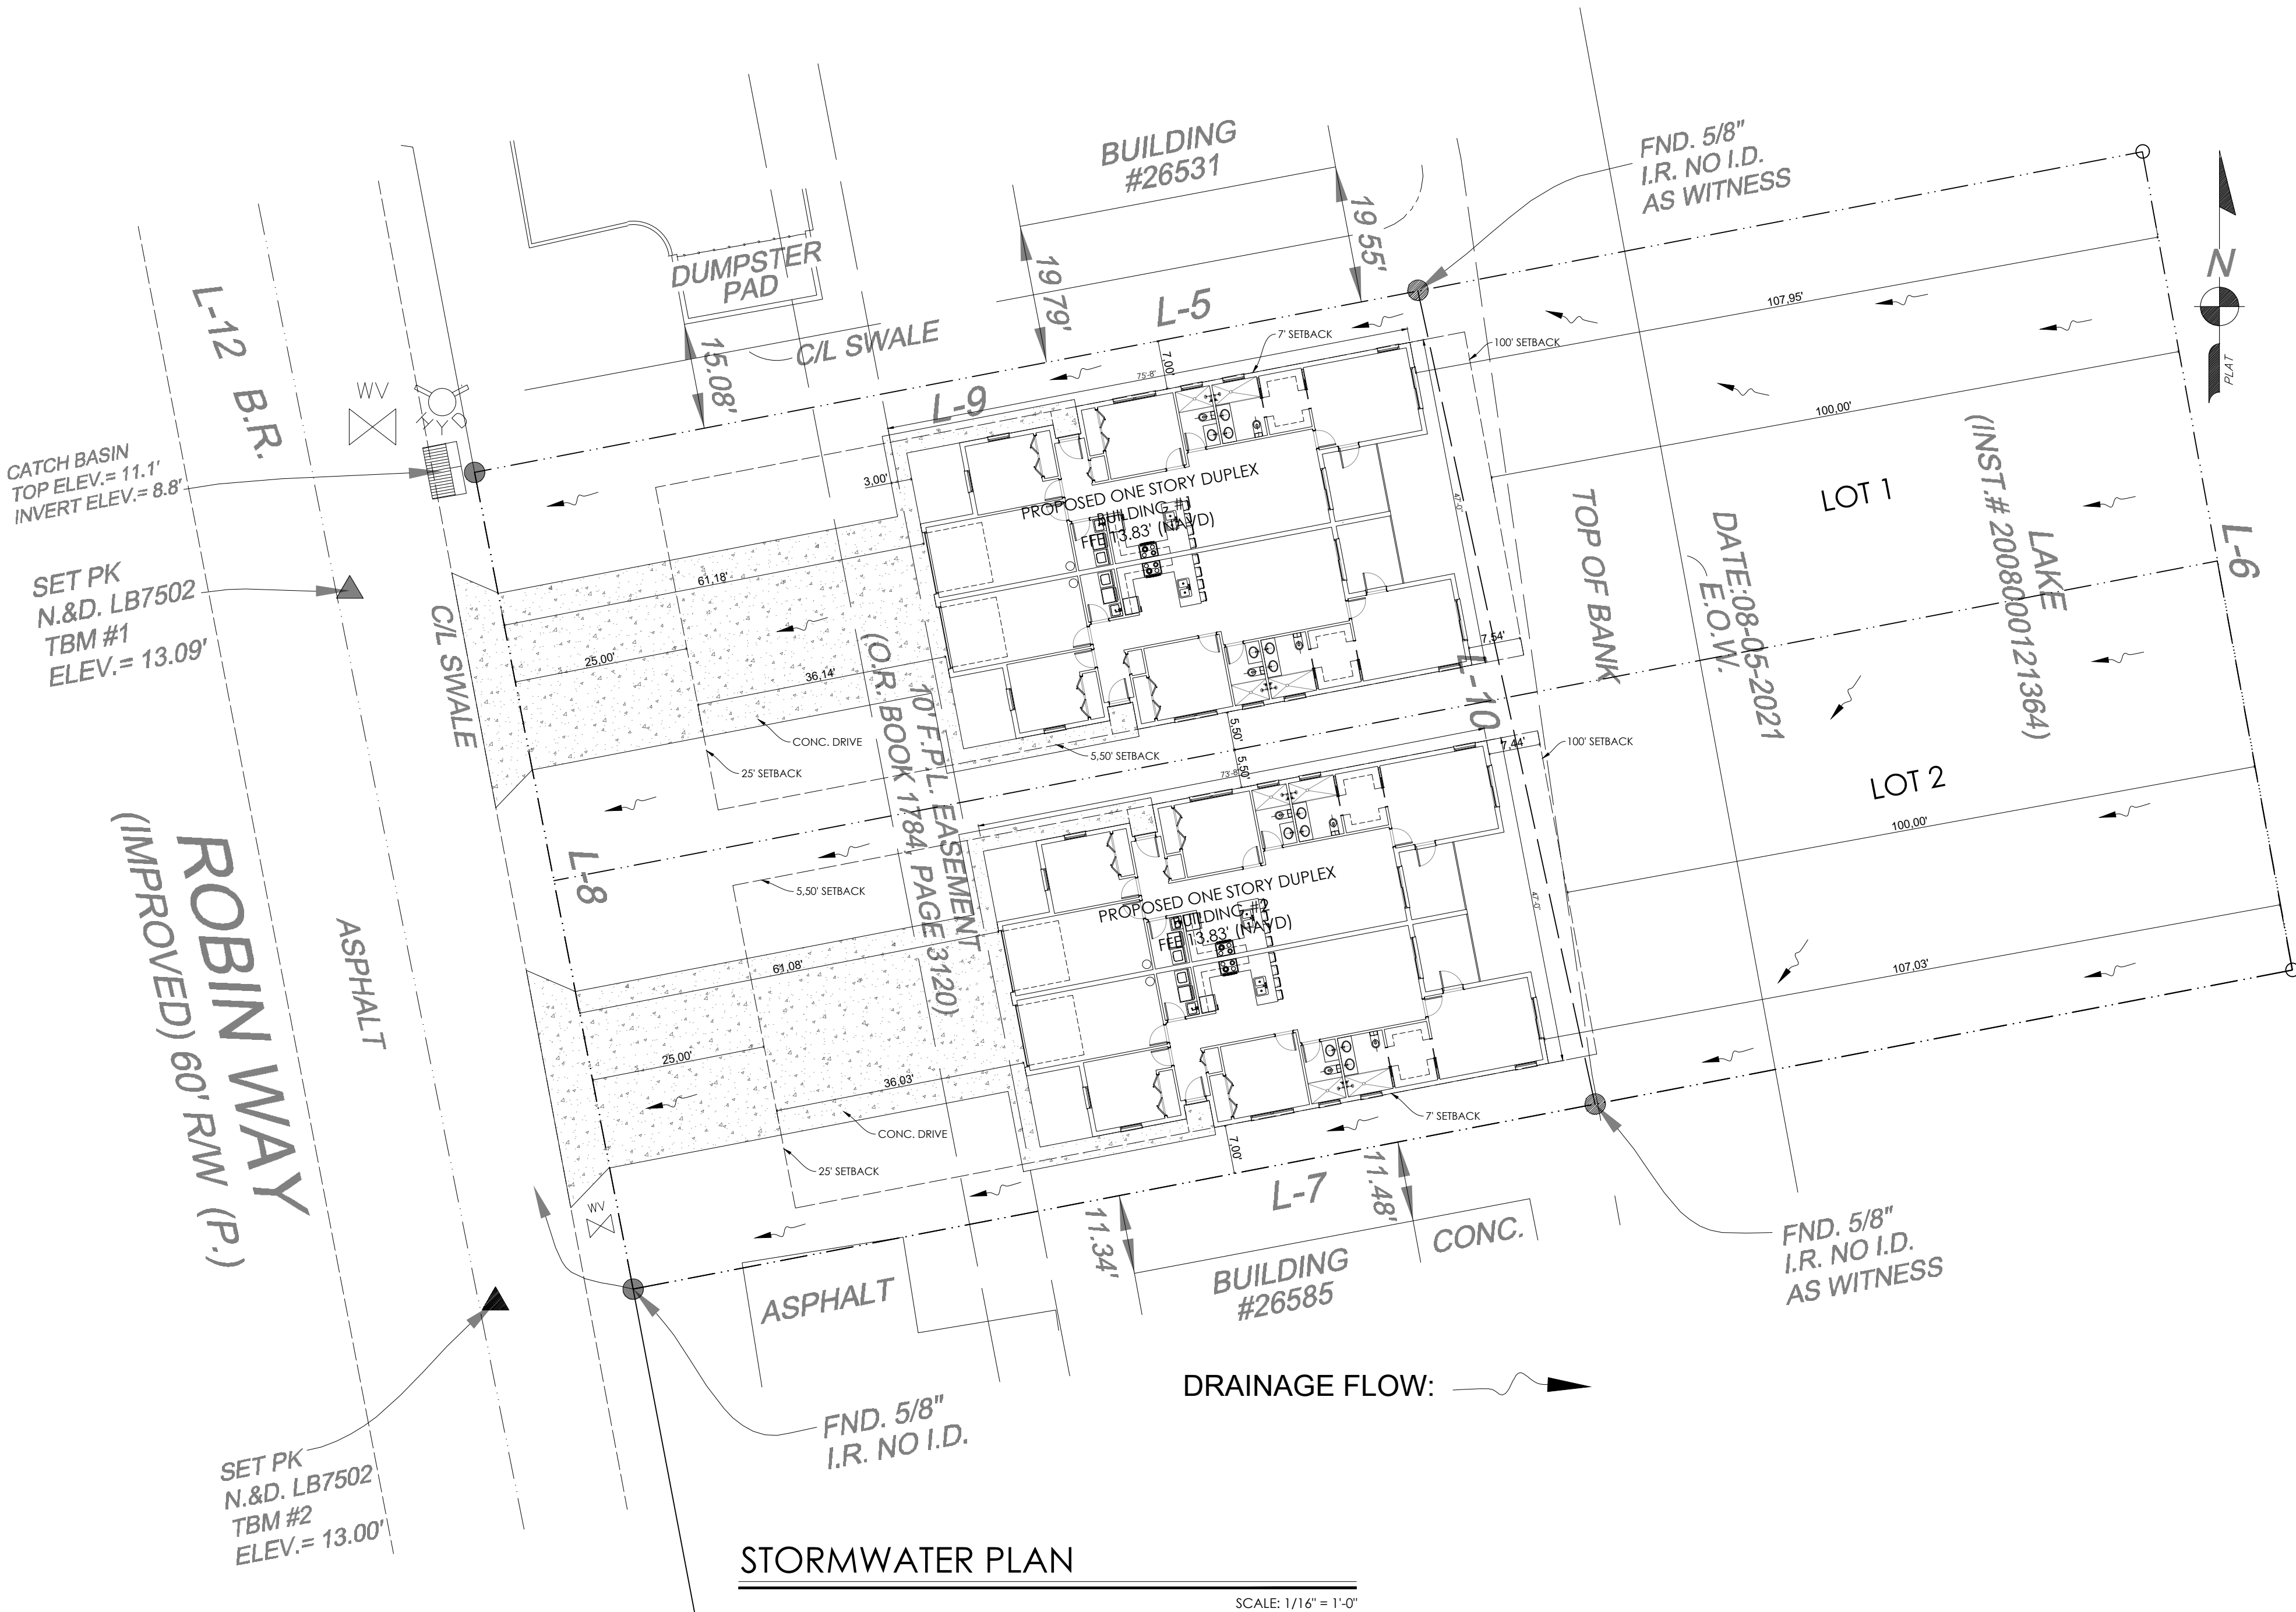 BUILDING
#26531
FND. 5/8"
I.R. NO I.D.
AS WITNESS
DUMPSTER
PAD
19 55'
19 79'
15.08'
C/L SWALE
L-5
L-9
7,00'
75'-8"
7' SETBACK
100' SETBACK
107,95'
100,00'
N
PLAT
L-12 B.R.
WV
CATCH BASIN
TOP ELEV.= 11.1'
INVERT ELEV.= 8.8'
SET PK
N.&D. LB7502
TBM #1
ELEV.= 13.09'
C/L SWALE
3,00'
PROPOSED ONE STORY DUPLEX
BUILDING #1
FFE 13.83' (NAVD)
47'-0"
61,18'
25,00'
36,14'
CONC. DRIVE
25' SETBACK
5,50' SETBACK
(O.R. BOOK 1784, PAGE 3120)
10' F.P.L. EASEMENT
7,54'
L-10
TOP OF BANK
DATE:08-05-2021
E.O.W.
LOT 1
LAKE
(INST.# 2008000121364)
L-6
5,50'
5,50'
73'-8"
7,44'
100' SETBACK
LOT 2
100,00'
107,03'
ROBIN WAY
(IMPROVED) 60' R/W (P.)
ASPHALT
L-8
5,50' SETBACK
PROPOSED ONE STORY DUPLEX
BUILDING #2
FFE 13.83' (NAVD)
47'-0"
61,08'
25,00'
36,03'
CONC. DRIVE
25' SETBACK
7' SETBACK
7,00'
WV
L-7
11.34'
11.48'
CONC.
BUILDING
#26585
ASPHALT
FND. 5/8"
I.R. NO I.D.
AS WITNESS
DRAINAGE FLOW:
FND. 5/8"
I.R. NO I.D.
SET PK
N.&D. LB7502
TBM #2
ELEV.= 13.00'
STORMWATER PLAN
SCALE: 1/16" = 1'-0"